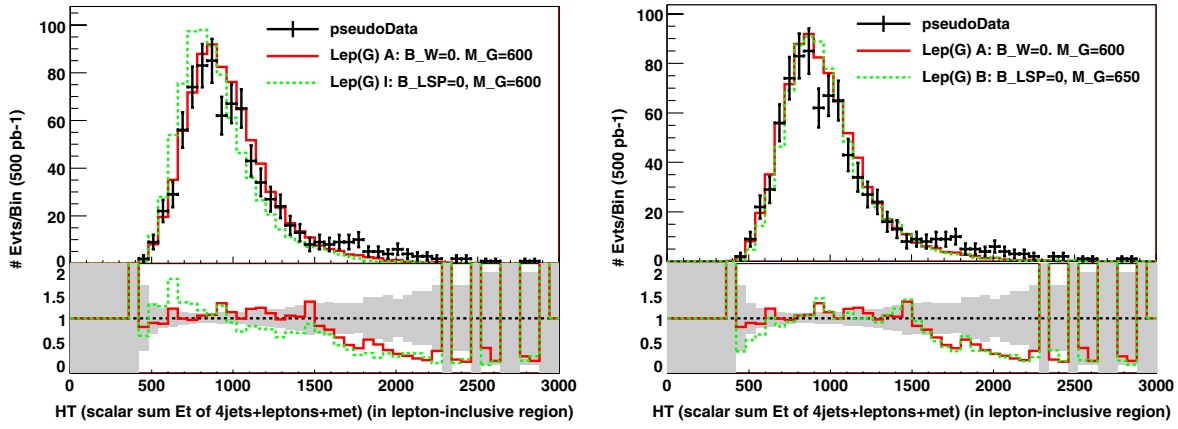 100
80
60
40
20
0
# Evts/Bin (500 pb-1)
pseudoData
Lep(G) A: B_W=0. M_G=600
Lep(G) I: B_LSP=0, M_G=600
2
1.5
1
0.5
0
0 500 1000 1500 2000 2500 3000
HT (scalar sum Et of 4jets+leptons+met) (in lepton-inclusive region)
100
80
60
40
20
0
# Evts/Bin (500 pb-1)
pseudoData
Lep(G) A: B_W=0. M_G=600
Lep(G) B: B_LSP=0, M_G=650
2
1.5
1
0.5
0
0 500 1000 1500 2000 2500 3000
HT (scalar sum Et of 4jets+leptons+met) (in lepton-inclusive region)